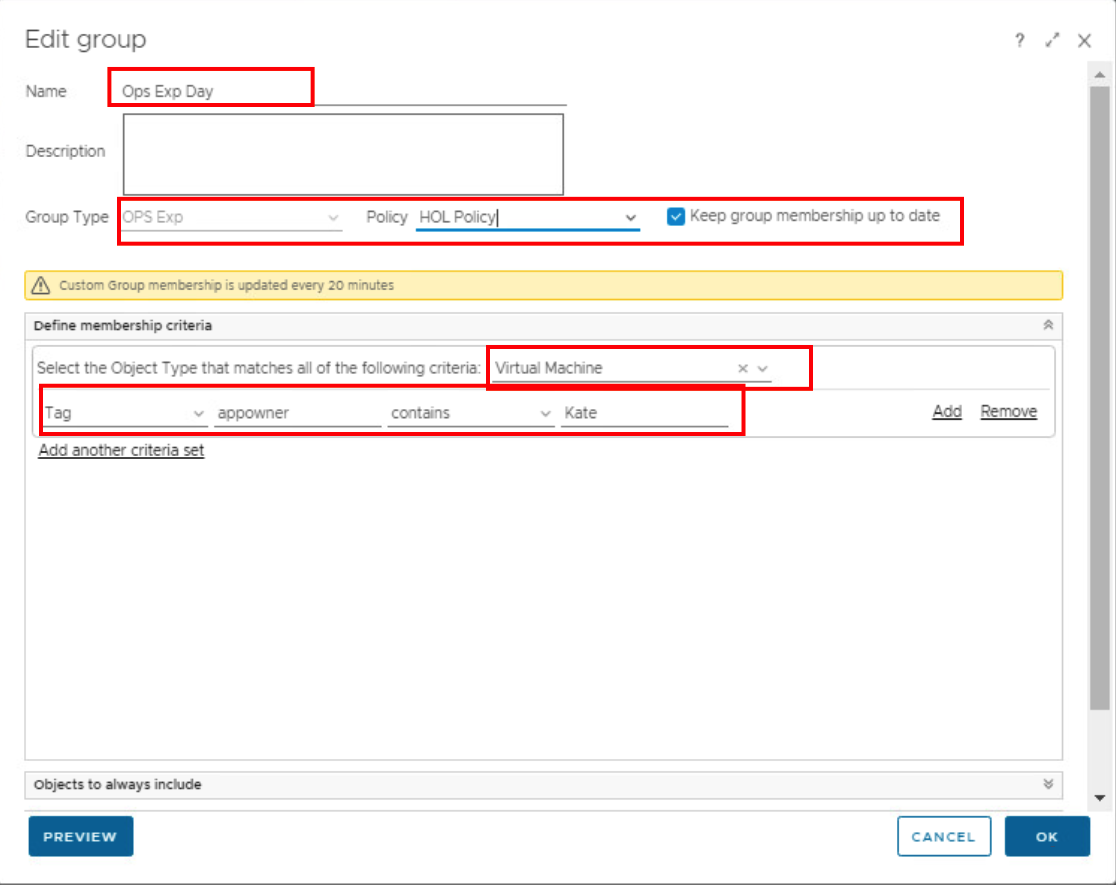 Edit group
?
Name Ops Exp Day
Description
Group Type OPS Exp Policy HOL Policy Keep group membership up to date
Custom Group membership is updated every 20 minutes
Define membership criteria
Select the Object Type that matches all of the following criteria: Virtual Machine
Tag appowner contains Kate Add Remove
Add another criteria set
Objects to always include
PREVIEW CANCEL OK